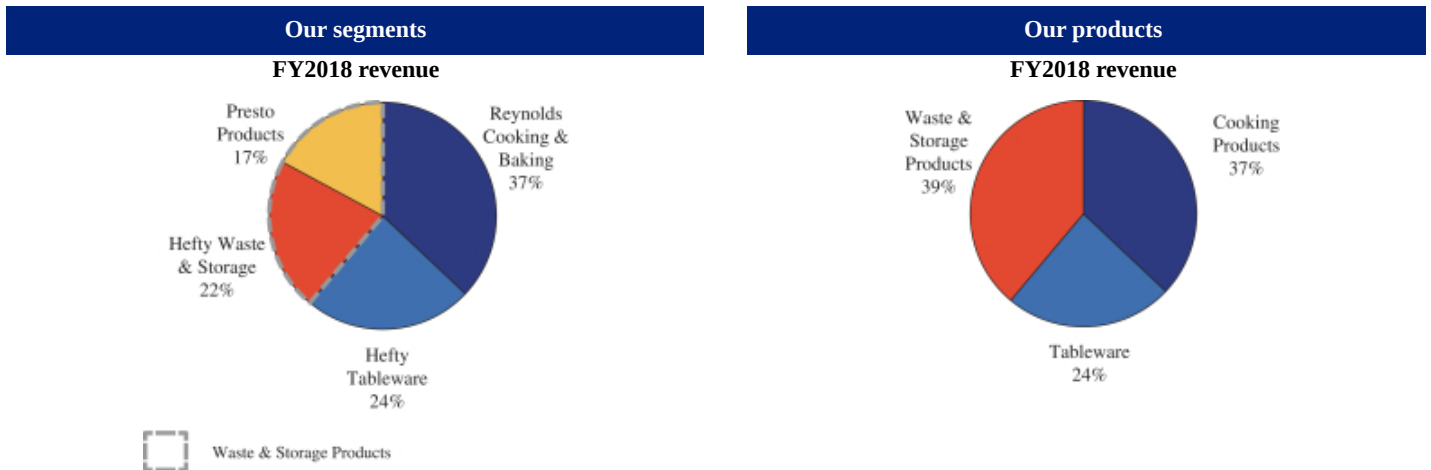 Our segments
FY2018 revenue
Presto
Products
17%
Reynolds
Cooking &
Baking
37%
Hefty Waste
& Storage
22%
Hefty
Tableware
24%
Waste & Storage Products
Our products
FY2018 revenue
Waste &
Storage
Products
39%
Cooking
Products
37%
Tableware
24%